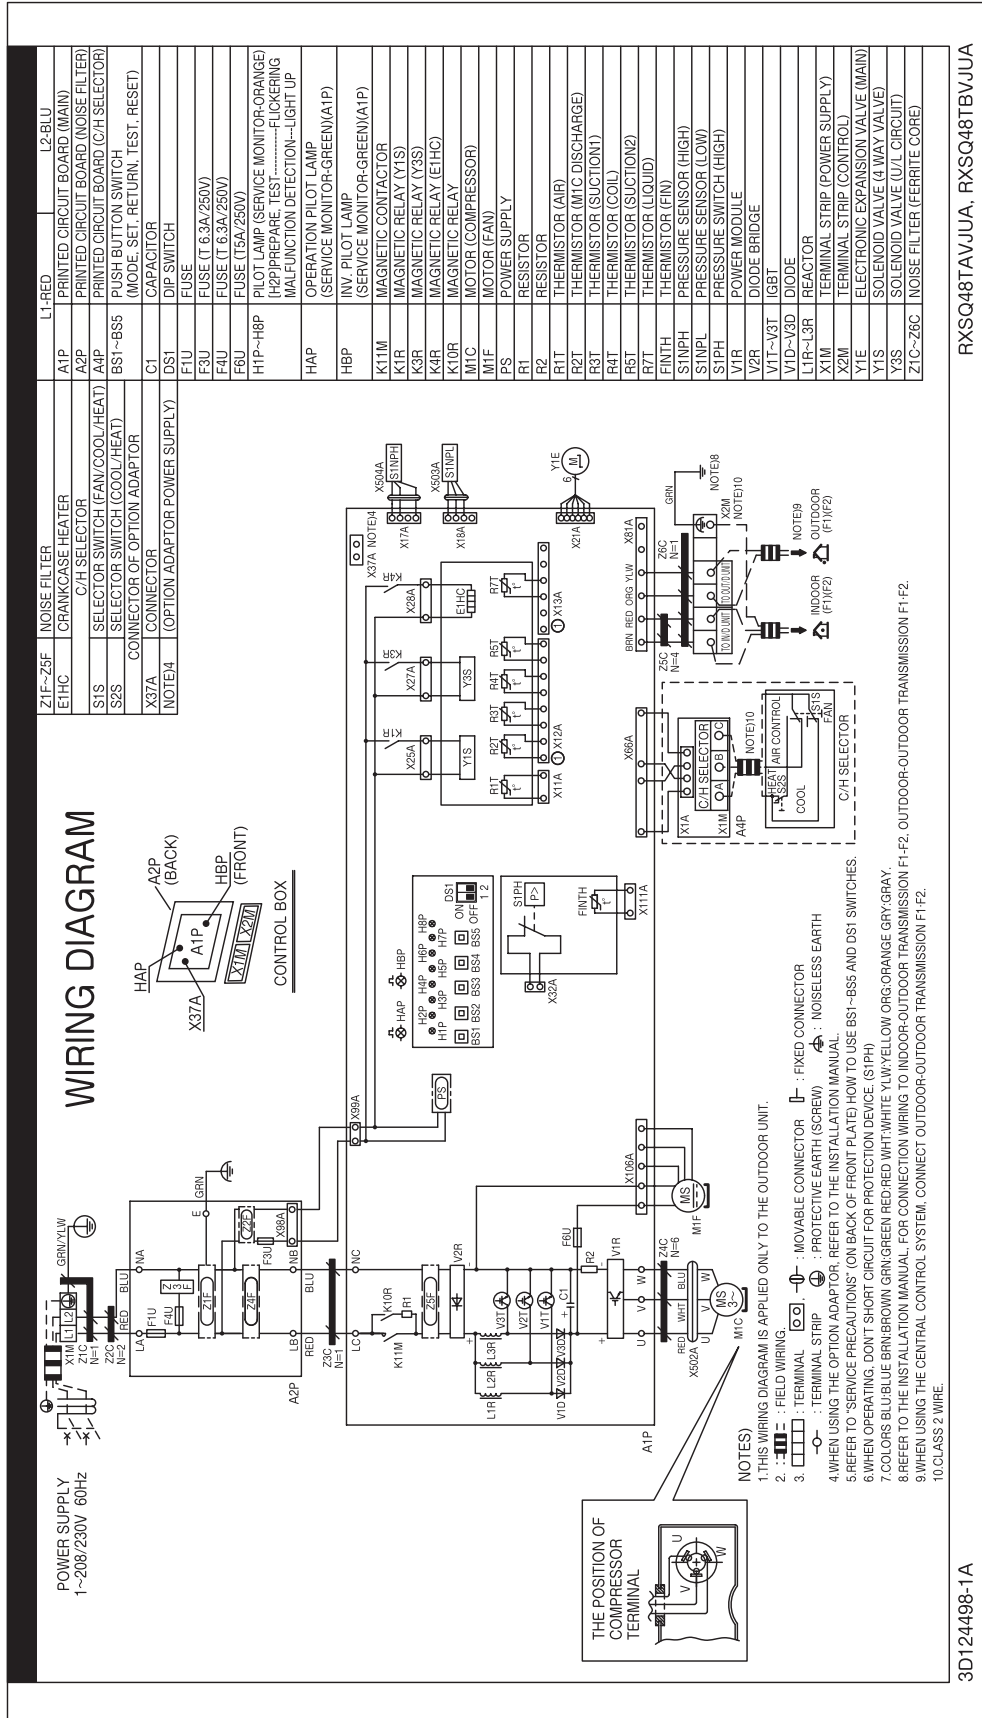 WIRING DIAGRAM
POWER SUPPLY
1~208/230V 60Hz
X1M
L1 L2
GRN/YLW
Z1C
N=1
Z2C
N=2
RED
BLU
LA
NA
F1U
F4U
Z3F
Z1F
Z4F
Z2F
F3U
X98A
E
GRN
LB
NB
RED
BLU
A2P
Z3C
N=1
LC
NC
K11M
K10R
R1
Z5F
V2R
L1R
L2R
L3R
V3T
V2T
V1T
V1D
V2D
V3D
C1
R2
F6U
V1R
U
V
W
A1P
X106A
MS
M1F
Z4C
N=6
RED
WHT
BLU
X502A
U
V
W
MS
3~
M1C
X99A
PS
HAP
HBP
H1P
H2P
H3P
H4P
H5P
H6P
H7P
H8P
BS1
BS2
BS3
BS4
BS5
DS1
ON
OFF
1 2
X32A
S1PH
P>
FINTH
t°
X111A
HAP
X37A
A1P
A2P
(BACK)
HBP
(FRONT)
X1M
X2M
CONTROL BOX
K1R
X25A
Y1S
K3R
X27A
Y3S
K4R
X28A
E1HC
R1T
R2T
R3T
R4T
R5T
R7T
X11A
X12A
X13A
X37A NOTE)4
X17A
X504A
S1NPH
X18A
X503A
S1NPL
X21A
6
M
Y1E
X66A
X1A
C/H SELECTOR
X1M
A
B
C
A4P
NOTE)10
HEAT
S2S
COOL
AIR CONTROL
S1S
FAN
C/H SELECTOR
X81A
BRN
RED
ORG
YLW
Z5C
N=4
Z6C
N=1
TO IN/D UNIT
TO OUT/D UNIT
X2M
NOTE)10
GRN
NOTE)8
NOTE)9
INDOOR
(F1)(F2)
OUTDOOR
(F1)(F2)
THE POSITION OF
COMPRESSOR
TERMINAL
U
V
W
NOTES)
1.THIS WIRING DIAGRAM IS APPLIED ONLY TO THE OUTDOOR UNIT.
2. : FIELD WIRING.
3. : TERMINAL : MOVABLE CONNECTOR : FIXED CONNECTOR
: TERMINAL STRIP : PROTECTIVE EARTH (SCREW) : NOISELESS EARTH
4.WHEN USING THE OPTION ADAPTOR, REFER TO THE INSTALLATION MANUAL.
5.REFER TO "SERVICE PRECAUTIONS" (ON BACK OF FRONT PLATE) HOW TO USE BS1~BS5 AND DS1 SWITCHES.
6.WHEN OPERATING, DON'T SHORT CIRCUIT FOR PROTECTION DEVICE. (S1PH)
7.COLORS BLU:BLUE BRN:BROWN GRN:GREEN RED:RED WHT:WHITE YLW:YELLOW ORG:ORANGE GRY:GRAY.
8.REFER TO THE INSTALLATION MANUAL, FOR CONNECTION WIRING TO INDOOR-OUTDOOR TRANSMISSION F1·F2, OUTDOOR-OUTDOOR TRANSMISSION F1·F2.
9.WHEN USING THE CENTRAL CONTROL SYSTEM, CONNECT OUTDOOR-OUTDOOR TRANSMISSION F1·F2.
10.CLASS 2 WIRE.
Z1F~Z5F NOISE FILTER
E1HC CRANKCASE HEATER
C/H SELECTOR
S1S SELECTOR SWITCH (FAN/COOL/HEAT)
S2S SELECTOR SWITCH (COOL/HEAT)
CONNECTOR OF OPTION ADAPTOR
X37A CONNECTOR
NOTE)4 (OPTION ADAPTOR POWER SUPPLY)
L1-RED L2-BLU
A1P PRINTED CIRCUIT BOARD (MAIN)
A2P PRINTED CIRCUIT BOARD (NOISE FILTER)
A4P PRINTED CIRCUIT BOARD (C/H SELECTOR)
BS1~BS5 PUSH BUTTON SWITCH
(MODE, SET, RETURN, TEST, RESET)
C1 CAPACITOR
DS1 DIP SWITCH
F1U FUSE
F3U FUSE (T 6.3A/250V)
F4U FUSE (T 6.3A/250V)
F6U FUSE (T5A/250V)
H1P~H8P PILOT LAMP (SERVICE MONITOR-ORANGE)
[H2P]PREPARE, TEST--------FLICKERING
MALFUNCTION DETECTION---LIGHT UP
HAP OPERATION PILOT LAMP
(SERVICE MONITOR-GREEN)(A1P)
HBP INV. PILOT LAMP
(SERVICE MONITOR-GREEN)(A1P)
K11M MAGNETIC CONTACTOR
K1R MAGNETIC RELAY (Y1S)
K3R MAGNETIC RELAY (Y3S)
K4R MAGNETIC RELAY (E1HC)
K10R MAGNETIC RELAY
M1C MOTOR (COMPRESSOR)
M1F MOTOR (FAN)
PS POWER SUPPLY
R1 RESISTOR
R2 RESISTOR
R1T THERMISTOR (AIR)
R2T THERMISTOR (M1C DISCHARGE)
R3T THERMISTOR (SUCTION1)
R4T THERMISTOR (COIL)
R5T THERMISTOR (SUCTION2)
R7T THERMISTOR (LIQUID)
FINTH THERMISTOR (FIN)
S1NPH PRESSURE SENSOR (HIGH)
S1NPL PRESSURE SENSOR (LOW)
S1PH PRESSURE SWITCH (HIGH)
V1R POWER MODULE
V2R DIODE BRIDGE
V1T~V3T IGBT
V1D~V3D DIODE
L1R~L3R REACTOR
X1M TERMINAL STRIP (POWER SUPPLY)
X2M TERMINAL STRIP (CONTROL)
Y1E ELECTRONIC EXPANSION VALVE (MAIN)
Y1S SOLENOID VALVE (4 WAY VALVE)
Y3S SOLENOID VALVE (U/L CIRCUIT)
Z1C~Z6C NOISE FILTER (FERRITE CORE)
3D124498-1A
RXSQ48TAVJUA, RXSQ48TBVJUA